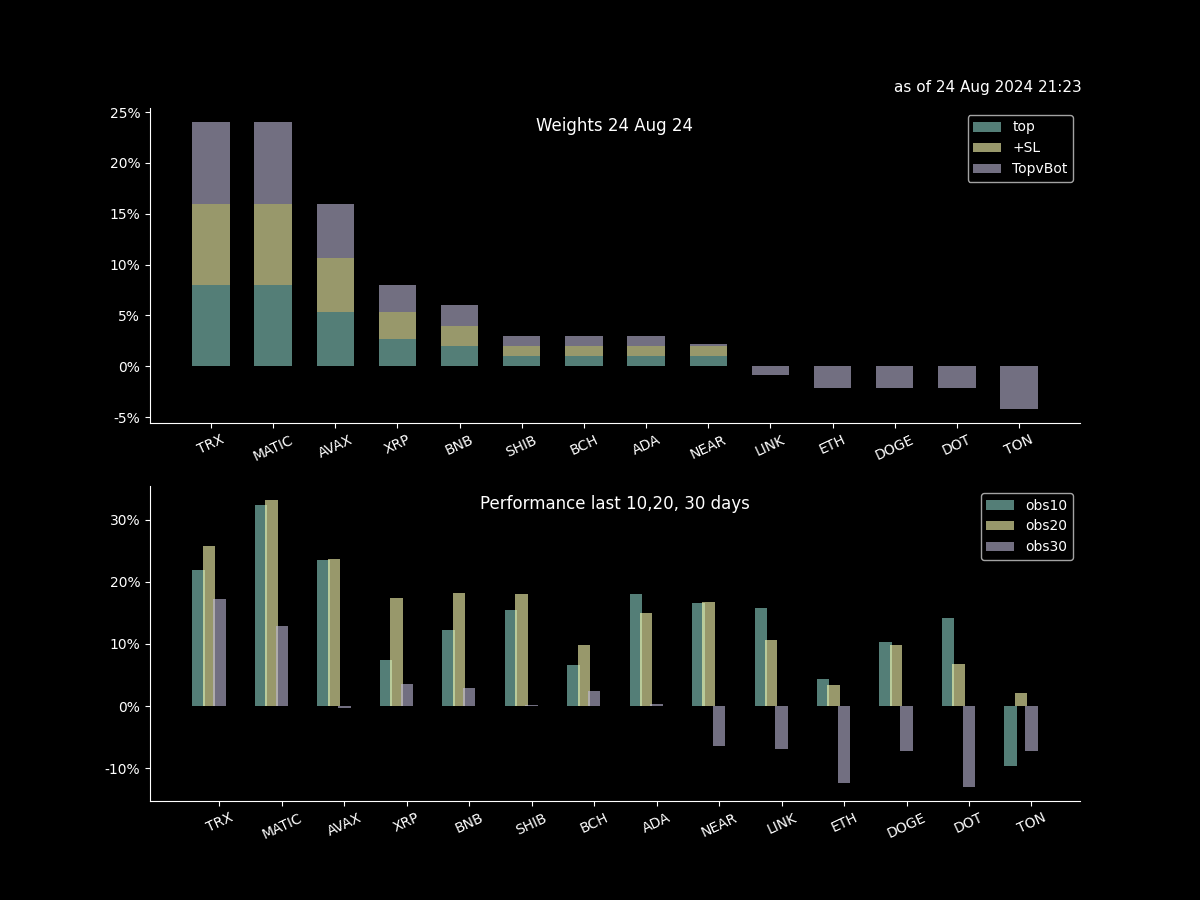 as of 24 Aug 2024 21:23
Weights 24 Aug 24
top
+SL
TopvBot
25%
20%
15%
10%
5%
0%
-5%
TRX MATIC AVAX XRP BNB SHIB BCH ADA NEAR LINK ETH DOGE DOT TON
Performance last 10,20, 30 days
obs10
obs20
obs30
30%
20%
10%
0%
-10%
TRX MATIC AVAX XRP BNB SHIB BCH ADA NEAR LINK ETH DOGE DOT TON